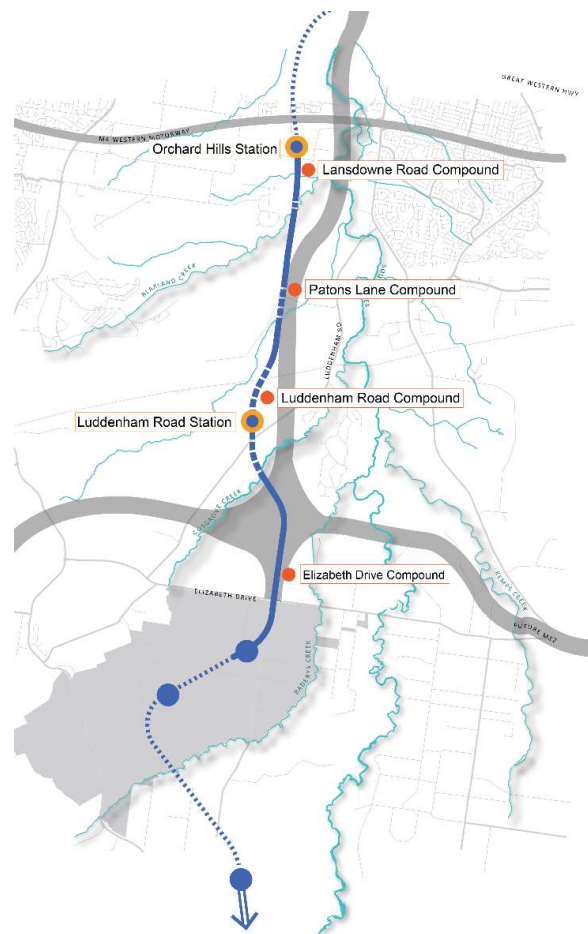 GREAT WESTERN HWY
M4 WESTERN MOTORWAY
Orchard Hills Station
Lansdowne Road Compound
BLAXLAND CREEK
Patons Lane Compound
LUDDENHAM RD
Luddenham Road Compound
Luddenham Road Station
COSGROVE CREEK
Elizabeth Drive Compound
KEMPS CREEK
ELIZABETH DRIVE
FUTURE M12
BADGERYS CREEK